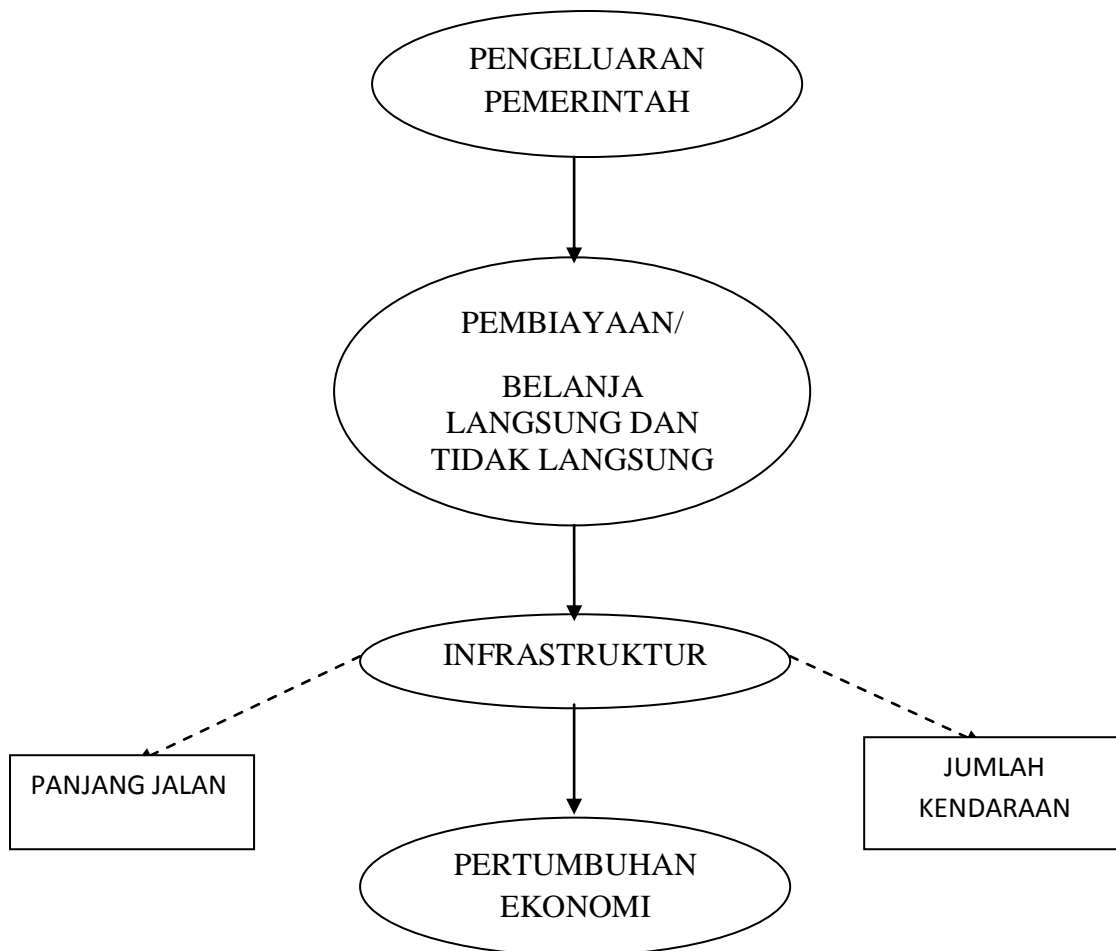 PENGELUARAN
PEMERINTAH
PEMBIAYAAN/
BELANJA
LANGSUNG DAN
TIDAK LANGSUNG
INFRASTRUKTUR
PANJANG JALAN
JUMLAH
KENDARAAN
PERTUMBUHAN
EKONOMI